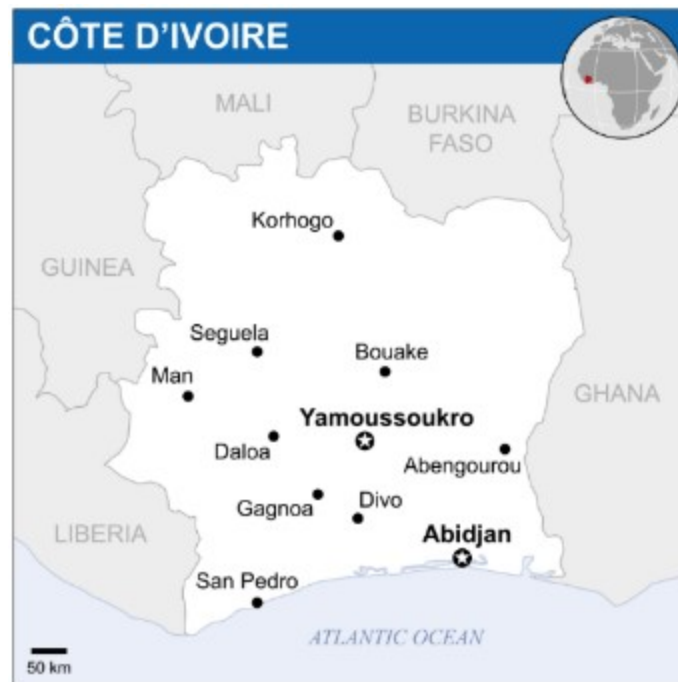 CÔTE D'IVOIRE
MALI
BURKINA
FASO
Korhogo
GUINEA
Seguela
Bouake
Man
GHANA
Yamoussoukro
Daloa
Abengourou
Gagnoa
Divo
LIBERIA
Abidjan
San Pedro
ATLANTIC OCEAN
50 km